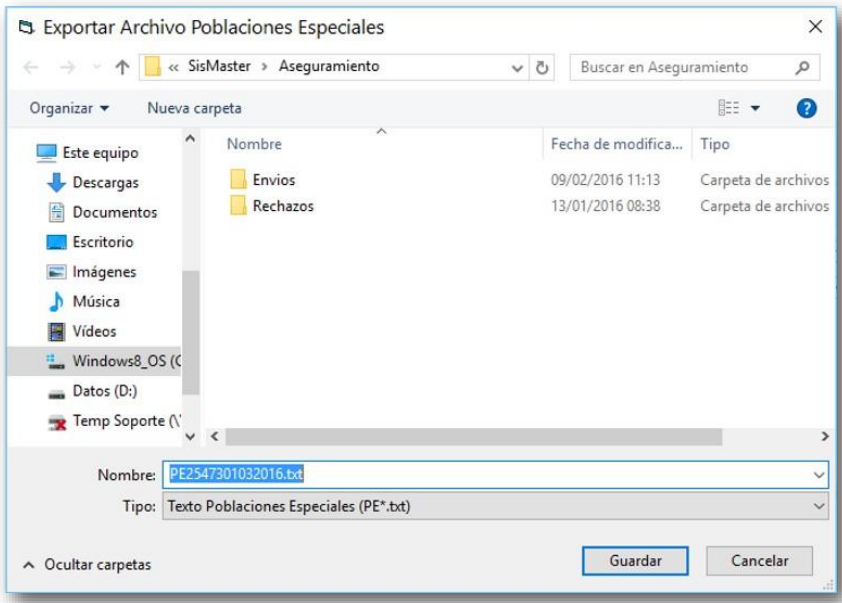 Exportar Archivo Poblaciones Especiales
« SisMaster > Aseguramiento
Buscar en Aseguramiento
Organizar
Nueva carpeta
Este equipo
Descargas
Documentos
Escritorio
Imágenes
Música
Vídeos
Windows8_OS (C
Datos (D:)
Temp Soporte (\
Nombre
Fecha de modifica...
Tipo
Envios
09/02/2016 11:13
Carpeta de archivos
Rechazos
13/01/2016 08:38
Carpeta de archivos
Nombre: PE2547301032016.txt
Tipo: Texto Poblaciones Especiales (PE*.txt)
Ocultar carpetas
Guardar
Cancelar